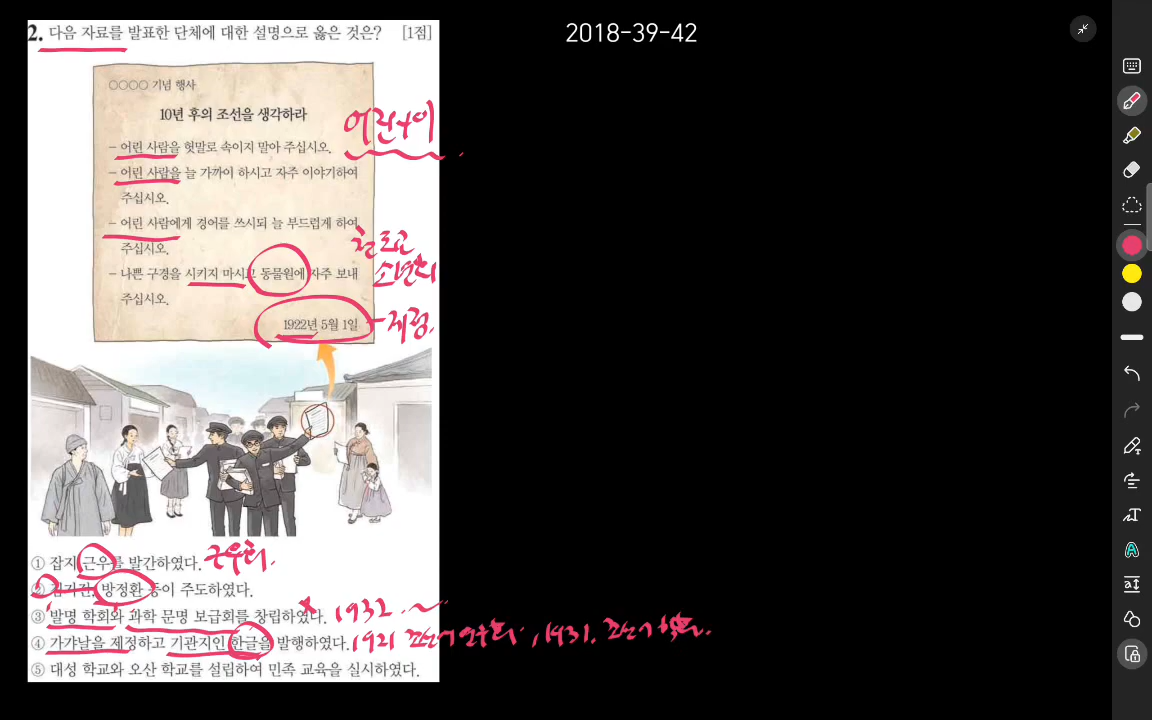 2018-39-42
2. 다음 자료를 발표한 단체에 대한 설명으로 옳은 것은? [1점]
○○○○ 기념 행사
10년 후의 조선을 생각하라
어린이
- 어린 사람을 헛말로 속이지 말아 주십시오.
- 어린 사람을 늘 가까이 하시고 자주 이야기하여
주십시오.
- 어린 사람에게 경어를 쓰시되 늘 부드럽게 하여
주십시오.
천도교
소년회
- 나쁜 구경을 시키지 마시고 동물원에 자주 보내
주십시오.
1922년 5월 1일
제정.
① 잡지 근우를 발간하였다. 근우회.
② 김기전, 방정환 등이 주도하였다.
③ 발명 학회와 과학 문명 보급회를 창립하였다. 1932.
④ 가갸날을 제정하고 기관지인 한글을 발행하였다. 1921 조선어 연구회. , 1931. 조선어 학회.
⑤ 대성 학교와 오산 학교를 설립하여 민족 교육을 실시하였다.